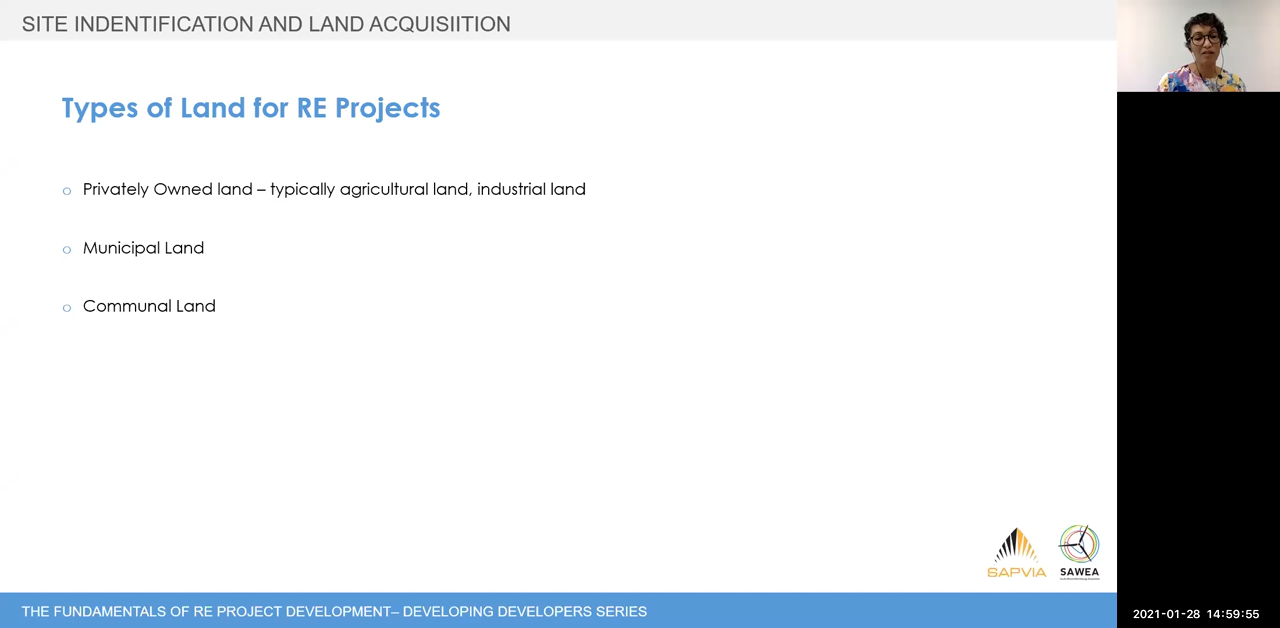 SITE INDENTIFICATION AND LAND ACQUISIITION
Types of Land for RE Projects
o Privately Owned land – typically agricultural land, industrial land
o Municipal Land
o Communal Land
SAPVIA
SAWEA
THE FUNDAMENTALS OF RE PROJECT DEVELOPMENT– DEVELOPING DEVELOPERS SERIES
2021-01-28 14:59:55